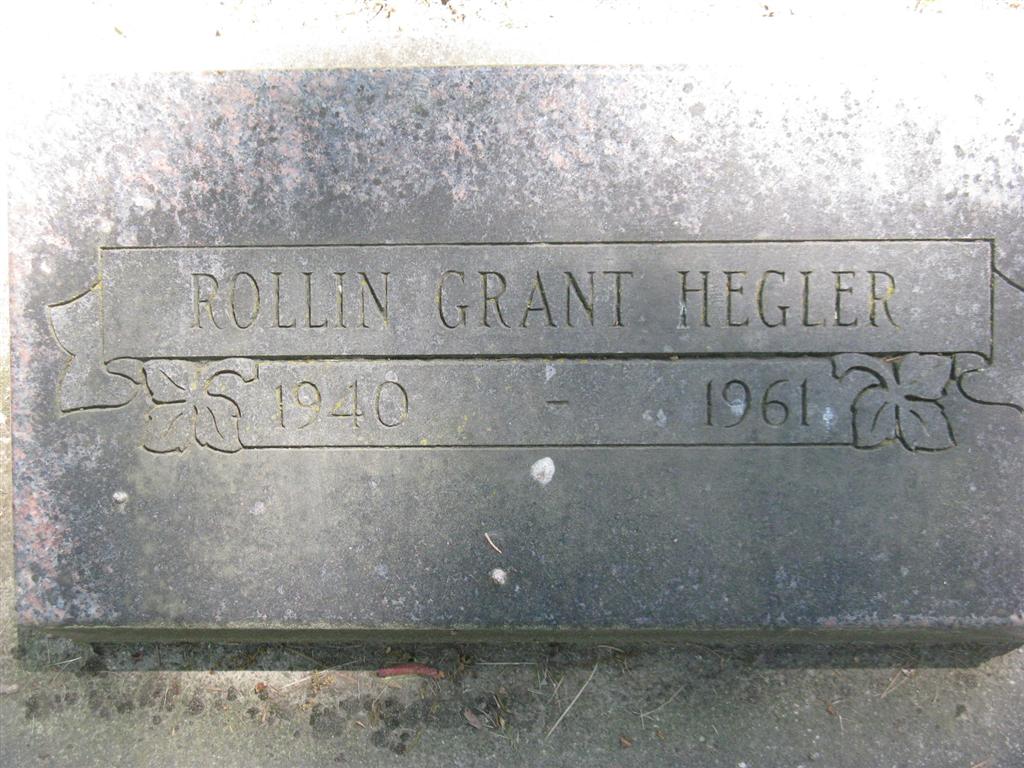 ROLLIN GRANT HEGLER
1940 - 1961